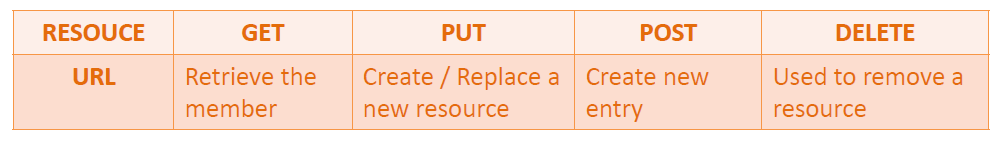 RESOUCE GET PUT POST DELETE
URL Retrieve the member Create / Replace a new resource Create new entry Used to remove a resource